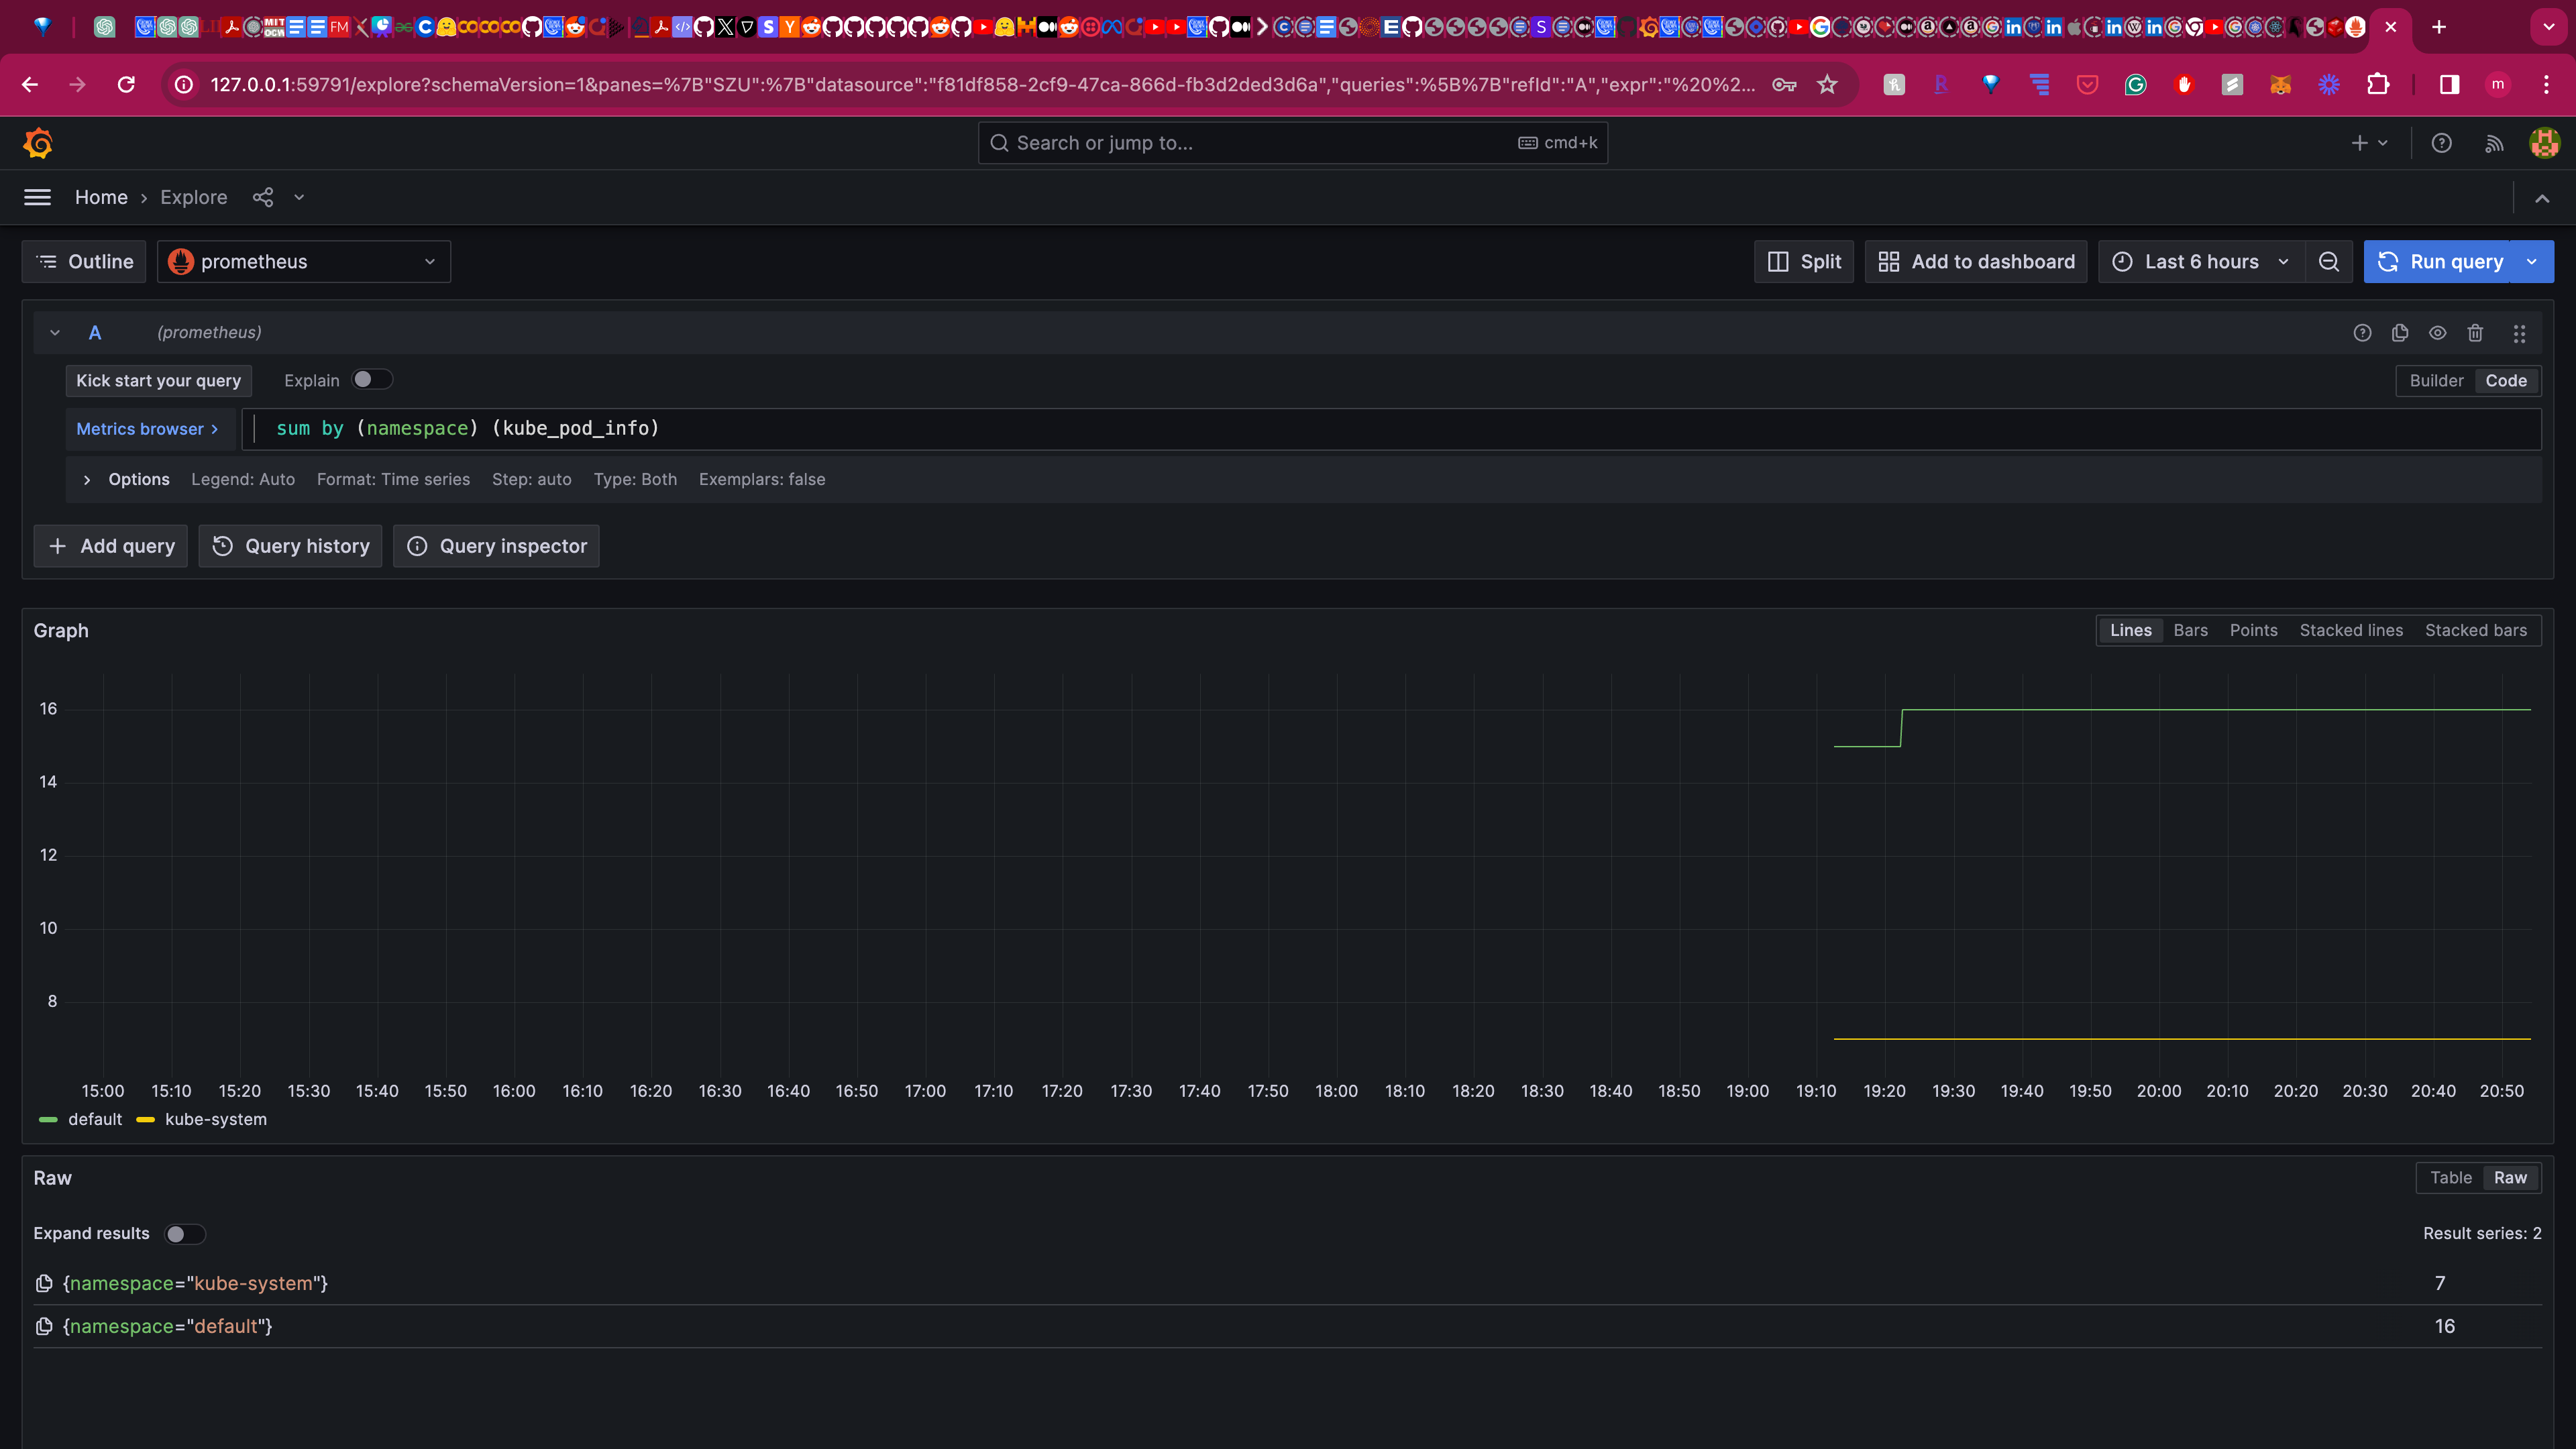 127.0.0.1:59791/explore?schemaVersion=1&panes=%7B"SZU":%7B"datasource":"f81df858-2cf9-47ca-866d-fb3d2ded3d6a","queries":%5B%7B"refId":"A","expr":"%20%2...
m
Search or jump to...
cmd+k
Home › Explore
Outline
prometheus
Split
Add to dashboard
Last 6 hours
Run query
A (prometheus)
Kick start your query
Explain
Builder
Code
Metrics browser >
sum by (namespace) (kube_pod_info)
Options Legend: Auto Format: Time series Step: auto Type: Both Exemplars: false
+ Add query
Query history
Query inspector
Graph
Lines Bars Points Stacked lines Stacked bars
16
14
12
10
8
15:00 15:10 15:20 15:30 15:40 15:50 16:00 16:10 16:20 16:30 16:40 16:50 17:00 17:10 17:20 17:30 17:40 17:50 18:00 18:10 18:20 18:30 18:40 18:50 19:00 19:10 19:20 19:30 19:40 19:50 20:00 20:10 20:20 20:30 20:40 20:50
default kube-system
Raw
Table Raw
Expand results
Result series: 2
{namespace="kube-system"} 7
{namespace="default"} 16